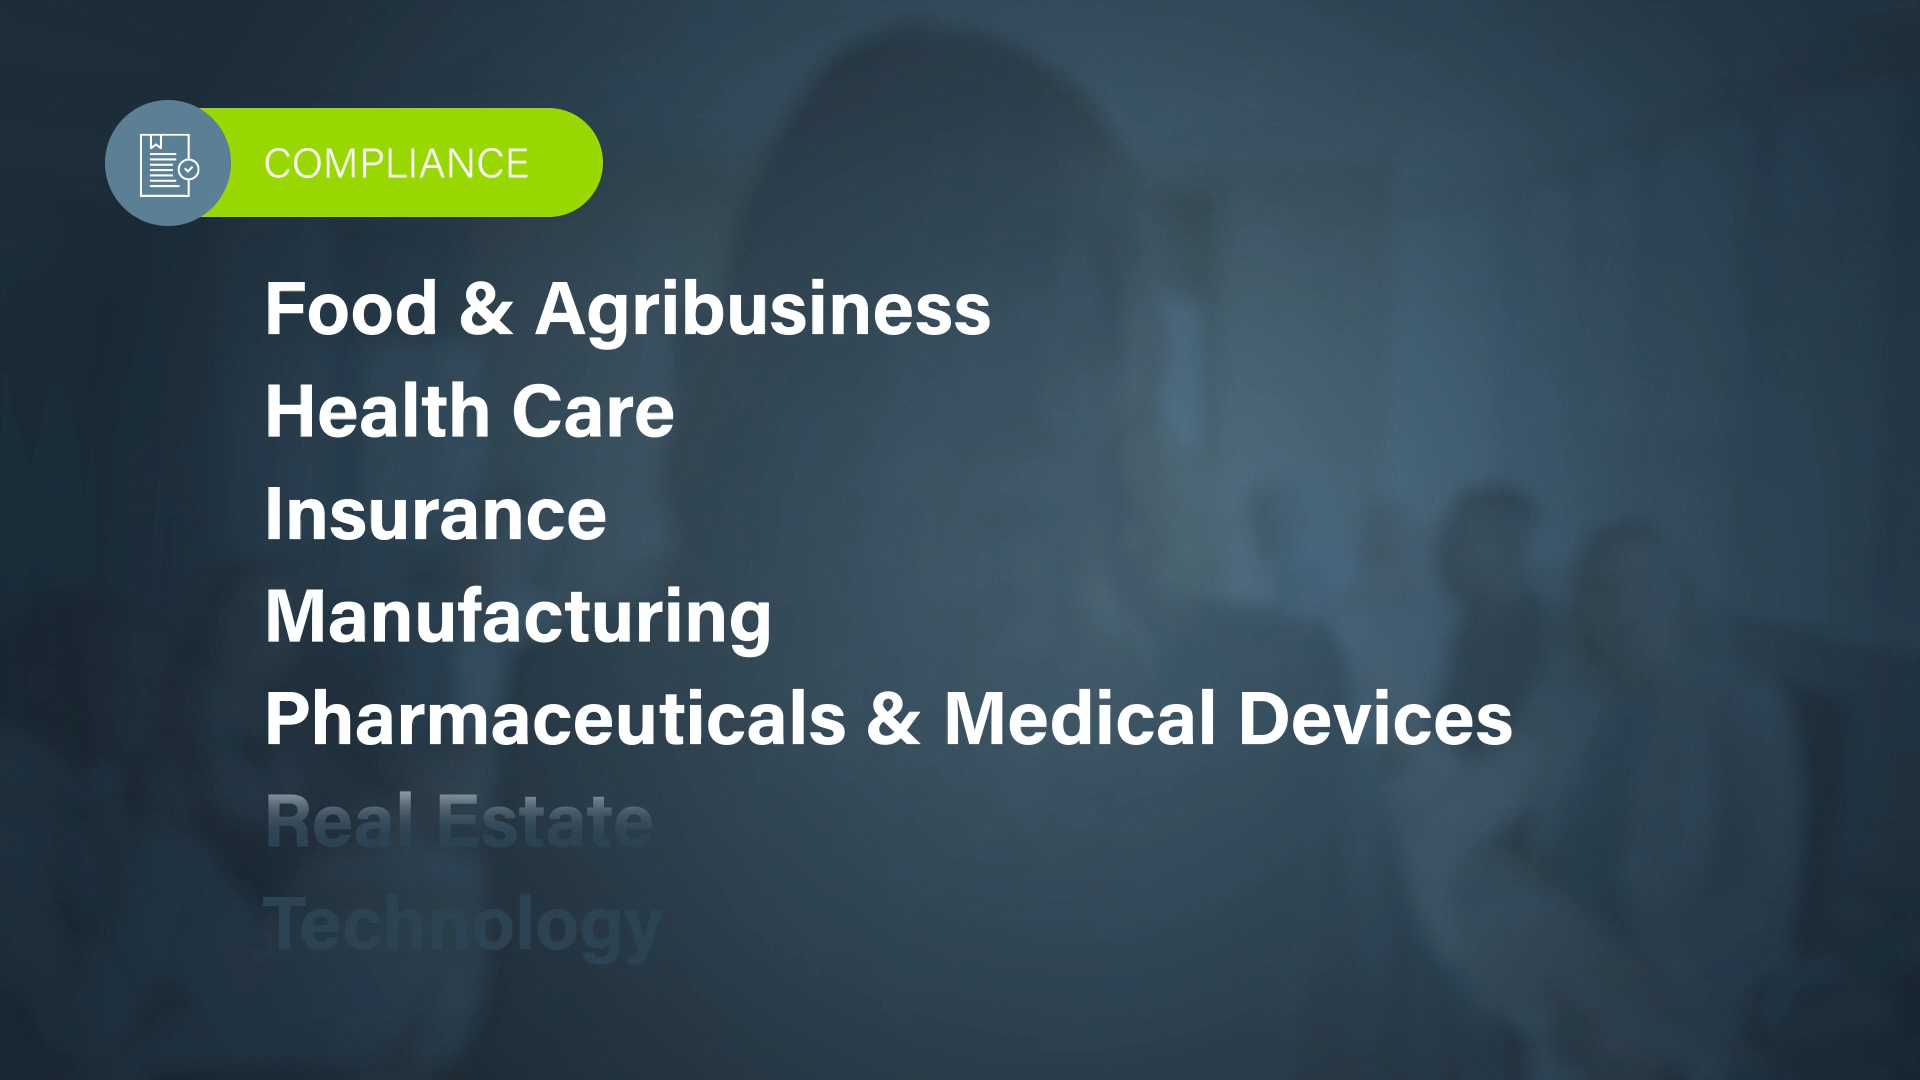 COMPLIANCE
Food & Agribusiness
Health Care
Insurance
Manufacturing
Pharmaceuticals & Medical Devices
Real Estate
Technology